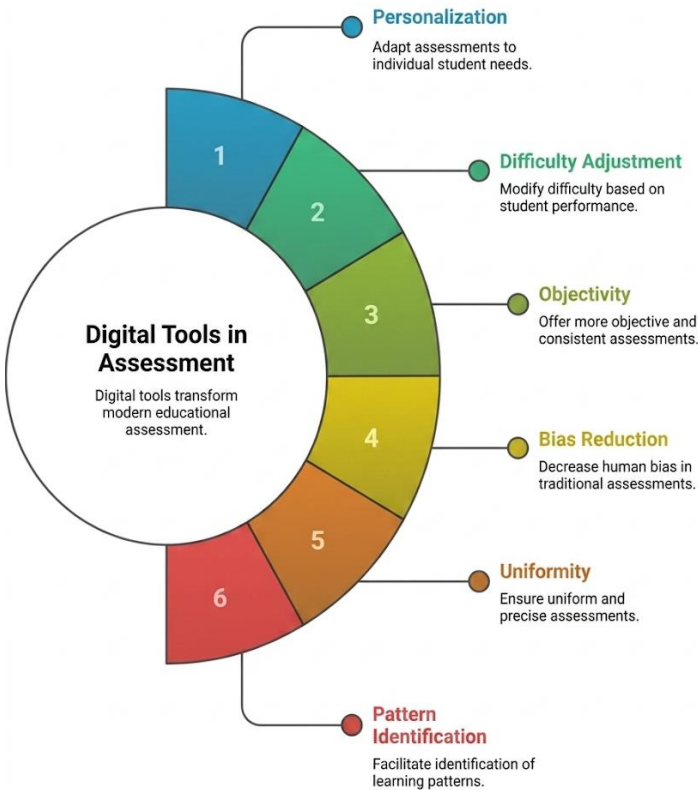 Personalization
Adapt assessments to
individual student needs.
1
Difficulty Adjustment
Modify difficulty based on
student performance.
2
Objectivity
Offer more objective and
consistent assessments.
3
Digital Tools in
Assessment
Digital tools transform
modern educational
assessment.
4
Bias Reduction
Decrease human bias in
traditional assessments.
5
Uniformity
Ensure uniform and
precise assessments.
6
Pattern
Identification
Facilitate identification of
learning patterns.